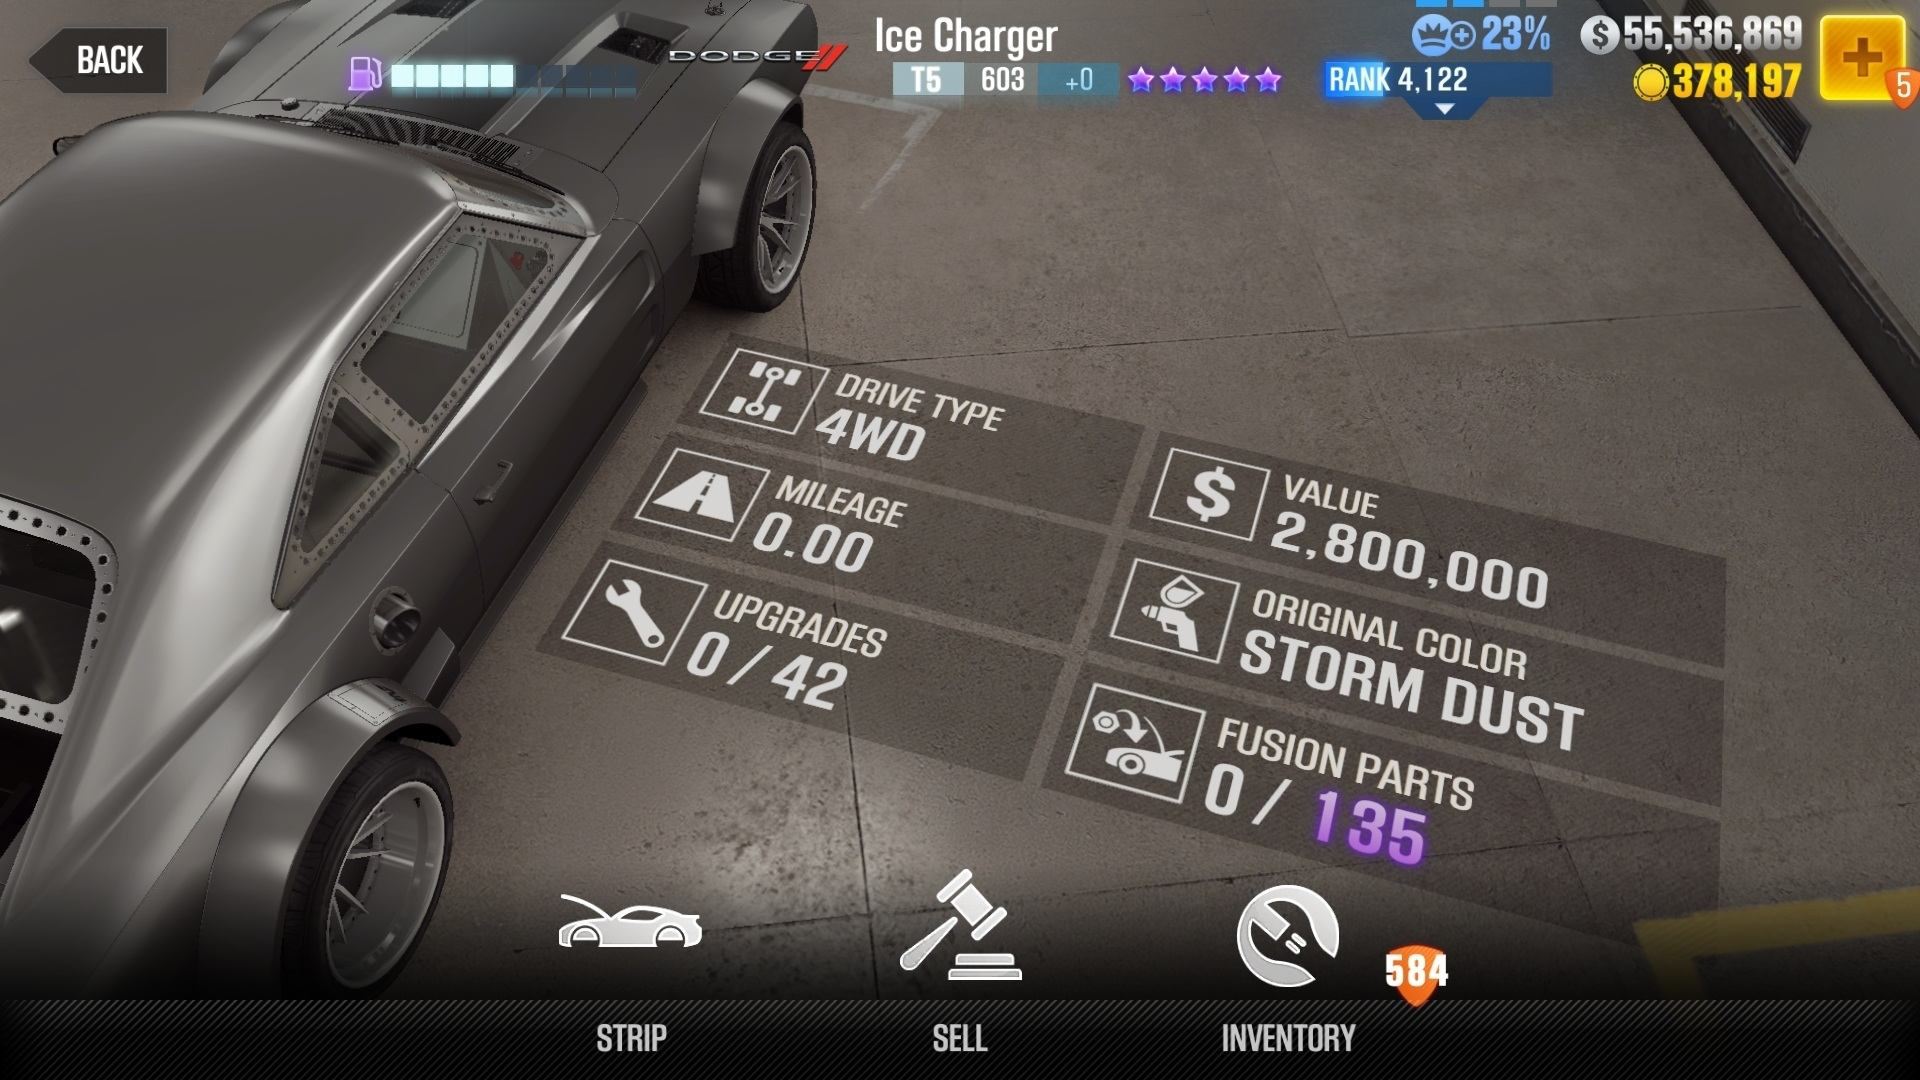 BACK
DODGE
Ice Charger
T5 603 +0
RANK 4,122
23%
55,536,869
378,197
5
DRIVE TYPE
4WD
MILEAGE
0.00
UPGRADES
0/42
VALUE
2,800,000
ORIGINAL COLOR
STORM DUST
FUSION PARTS
0/ 135
584
STRIP
SELL
INVENTORY